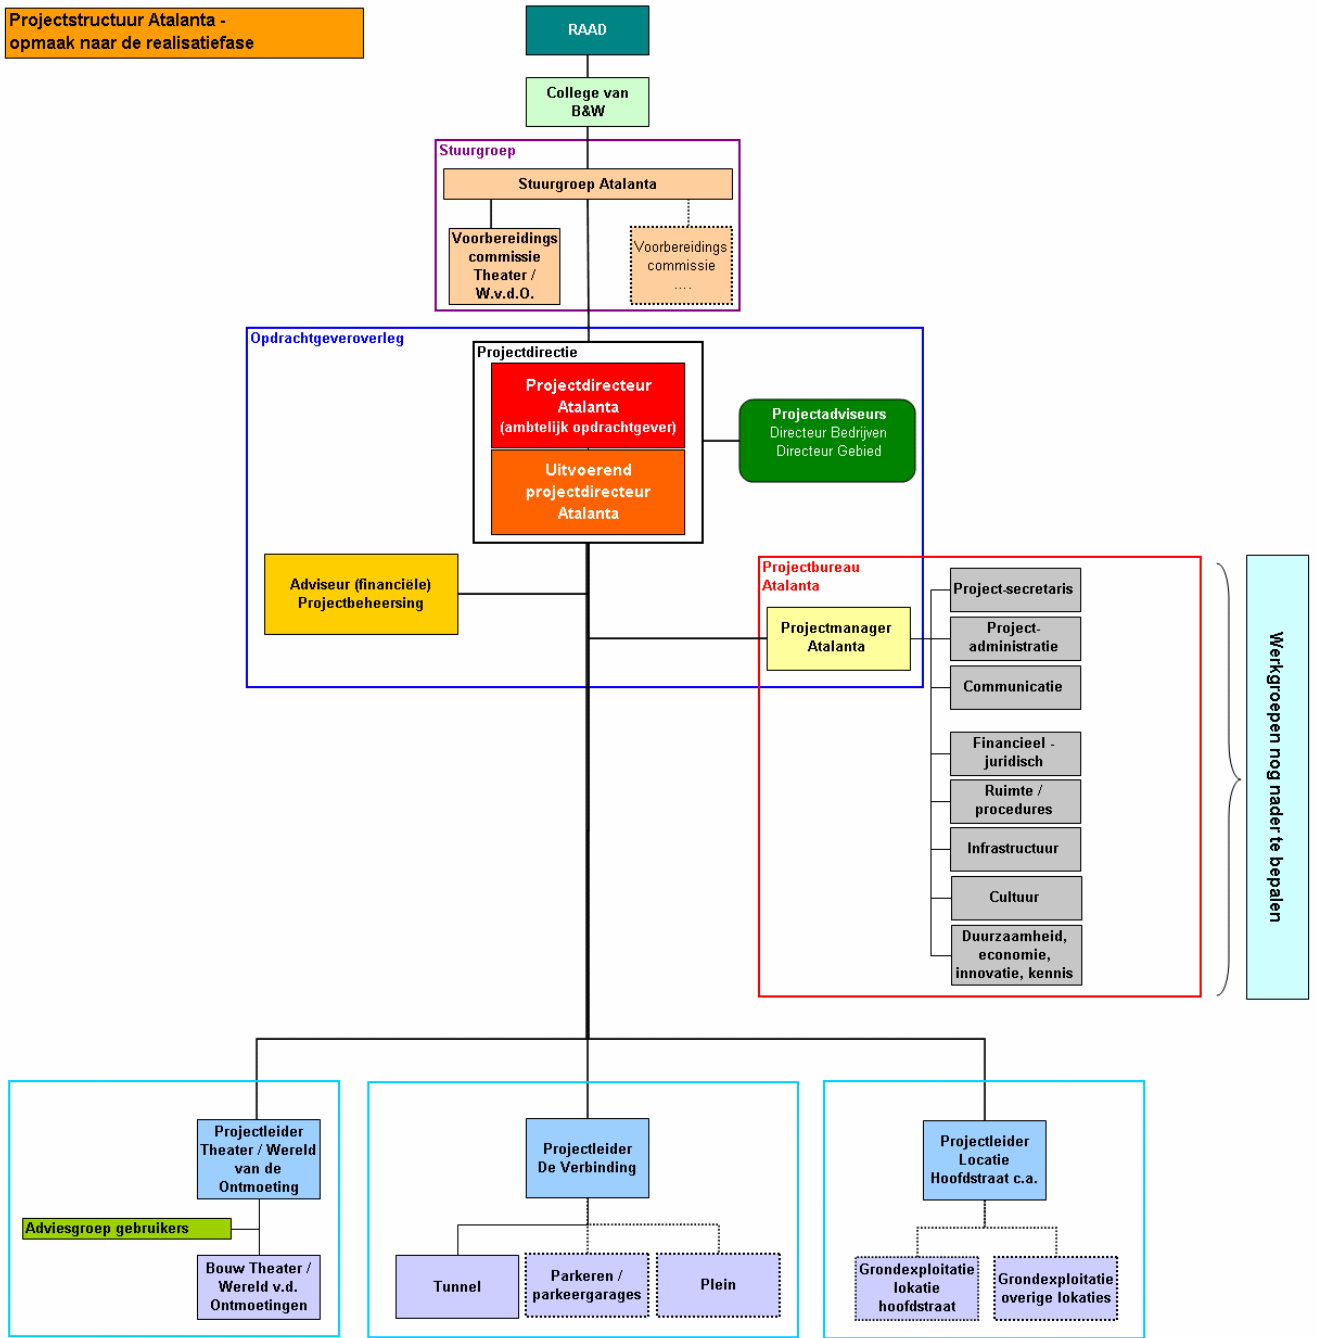 Projectstructuur Atalanta -
opmaak naar de realisatiefase
RAAD
College van
B&W
Stuurgroep
Stuurgroep Atalanta
Voorbereidings
commissie
Theater /
W.v.d.O.
Voorbereidings
commissie
....
Opdrachtgeveroverleg
Projectdirectie
Projectdirecteur
Atalanta
(ambtelijk opdrachtgever)
Uitvoerend
projectdirecteur
Atalanta
Projectadviseurs
Directeur Bedrijven
Directeur Gebied
Adviseur (financiële)
Projectbeheersing
Projectbureau
Atalanta
Projectmanager
Atalanta
Project-secretaris
Project-
administratie
Communicatie
Financieel -
juridisch
Ruimte /
procedures
Infrastructuur
Cultuur
Duurzaamheid,
economie,
innovatie, kennis
Werkgroepen nog nader te bepalen
Projectleider
Theater / Wereld
van de
Ontmoeting
Adviesgroep gebruikers
Bouw Theater /
Wereld v.d.
Ontmoetingen
Projectleider
De Verbinding
Tunnel
Parkeren /
parkeergarages
Plein
Projectleider
Locatie
Hoofdstraat c.a.
Grondexploitatie
lokatie
hoofdstraat
Grondexploitatie
overige lokaties